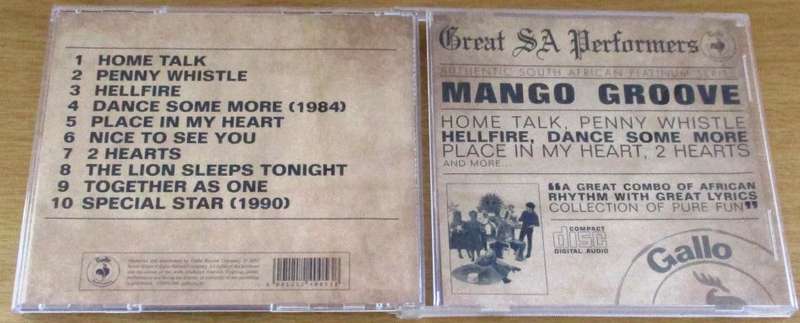 1 HOME TALK
2 PENNY WHISTLE
3 HELLFIRE
4 DANCE SOME MORE (1984)
5 PLACE IN MY HEART
6 NICE TO SEE YOU
7 2 HEARTS
8 THE LION SLEEPS TONIGHT
9 TOGETHER AS ONE
10 SPECIAL STAR (1990)
Gallo
Great SA Performers
AUTHENTIC SOUTH AFRICAN PLATINUM SERIES
MANGO GROOVE
HOME TALK, PENNY WHISTLE
HELLFIRE, DANCE SOME MORE
PLACE IN MY HEART, 2 HEARTS
AND MORE...
"A GREAT COMBO OF AFRICAN
RHYTHM WITH GREAT LYRICS
COLLECTION OF PURE FUN"
COMPACT
disc
DIGITAL AUDIO
Gallo